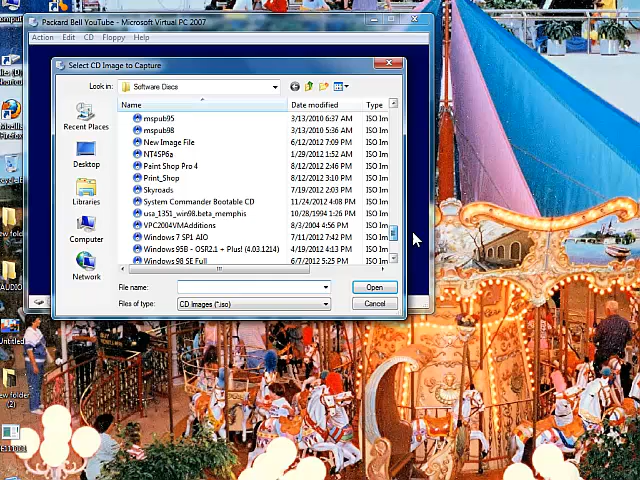 Packard Bell YouTube - Microsoft Virtual PC 2007
Action Edit CD Floppy Help
Select CD Image to Capture
Look in: Software Discs
Name Date modified Type
mspub95 3/13/2010 6:37 AM ISO Im
mspub98 3/13/2010 5:36 AM ISO Im
New Image File 6/12/2012 7:09 PM ISO Im
NT4SP6a 1/29/2012 1:52 AM ISO Im
Paint Shop Pro 4 8/12/2012 2:46 PM ISO Im
Print_Shop 8/12/2012 3:10 PM ISO Im
Skyroads 7/19/2012 2:03 PM ISO Im
System Commander Bootable CD 11/24/2012 4:08 PM ISO Im
usa_1351_win98.beta_memphis 10/28/1994 1:26 PM ISO Im
VPC2004VMAdditions 8/3/2004 4:56 PM ISO Im
Windows 7 SP1 AIO 7/11/2012 7:42 PM ISO Im
Windows 95B - OSR2.1 + Plus! (4.03.1214) 4/19/2012 4:13 PM ISO Im
Windows 98 SE Full 6/7/2012 5:25 PM ISO Im
Recent Places
Desktop
Libraries
Computer
Network
File name: Open
Files of type: CD Images (*.iso) Cancel
Mozilla
Firefox
AUDIO
Untitled
(2)